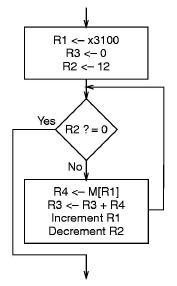 R1 <- x3100
R3 <- 0
R2 <- 12
Yes
R2 ? = 0
No
R4 <- M[R1]
R3 <- R3 + R4
Increment R1
Decrement R2